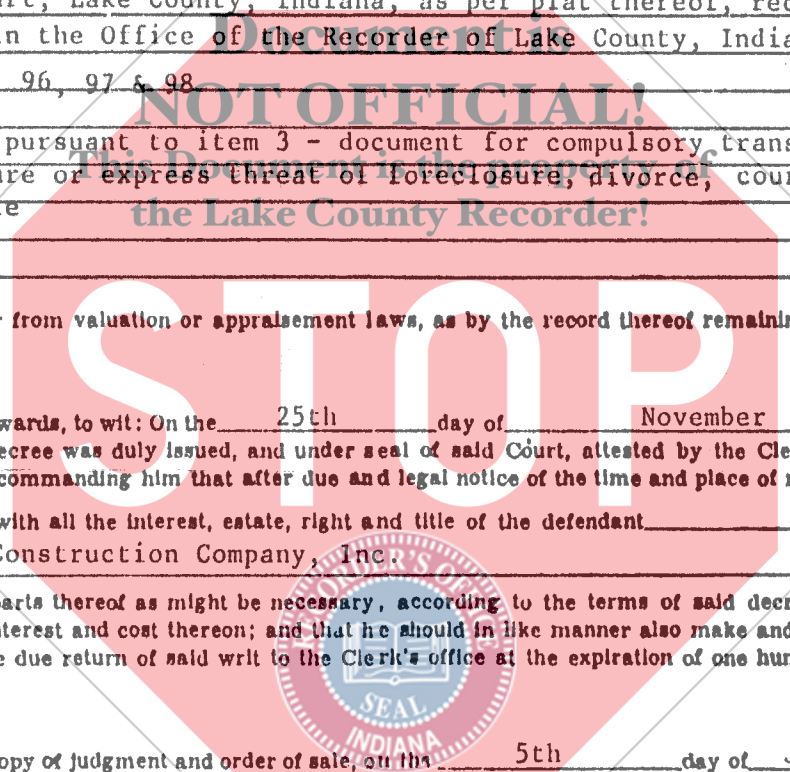 rt, Lake County, Indiana, as per plat thereof, rec
Document is
in the Office of the Recorder of Lake County, India
96, 97 & 98
NOT OFFICIAL!
pursuant to item 3 - document for compulsory trans
This Document is the property of
ure or express threat of foreclosure, divorce, cour
the Lake County Recorder!
STOP
r from valuation or appraisement laws, as by the record thereof remainin
wards, to wit: On the 25th day of November
ecree was duly issued, and under seal of said Court, attested by the Cle
commanding him that after due and legal notice of the time and place of
with all the interest, estate, right and title of the defendant
Construction Company, Inc.
RECORDER'S OFFICE
arts thereof as might be necessary, according to the terms of said decr
nterest and cost thereon; and that he should in like manner also make and
e due return of said writ to the Clerk's office at the expiration of one hun
SEAL
INDIANA
opy of judgment and order of sale, on the 5th day of